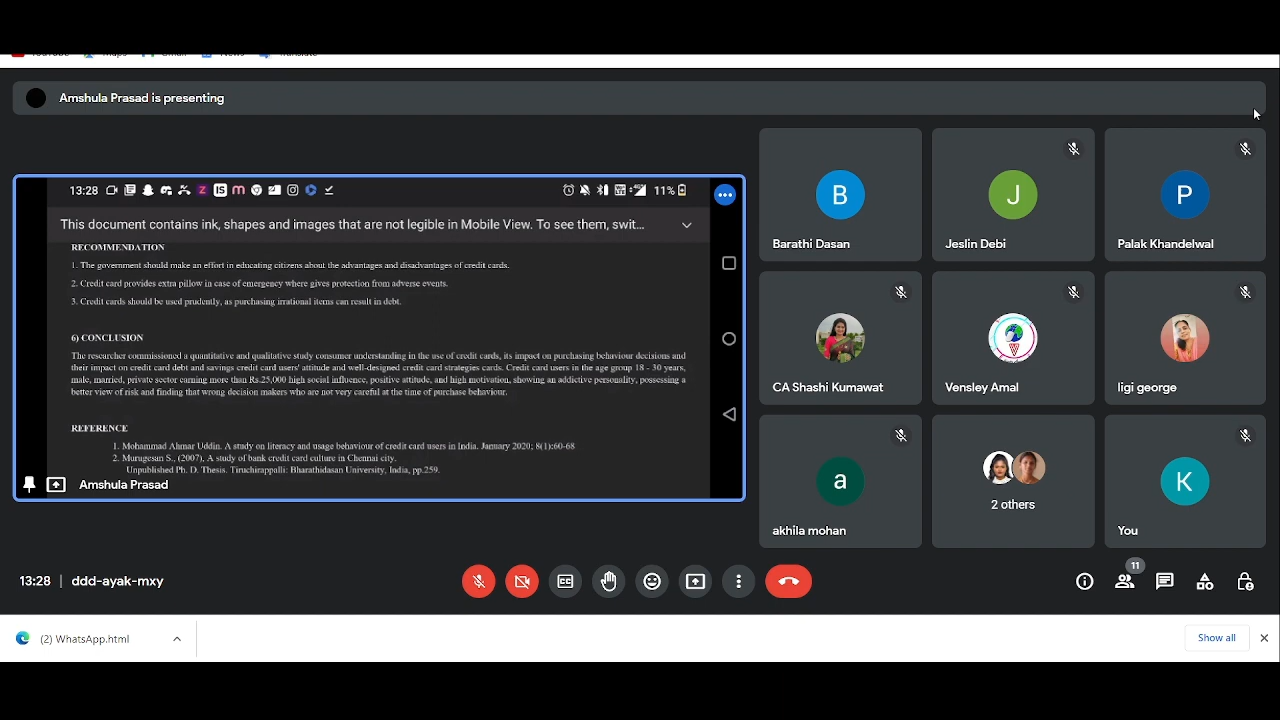 Amshula Prasad is presenting
13:28
11%
This document contains ink, shapes and images that are not legible in Mobile View. To see them, swit...
RECOMMENDATION
1. The government should make an effort in educating citizens about the advantages and disadvantages of credit cards.
2. Credit card provides extra pillow in case of emergency where gives protection from adverse events.
3. Credit cards should be used prudently, as purchasing irrational items can result in debt.
6) CONCLUSION
The researcher commissioned a quantitative and qualitative study consumer understanding in the use of credit cards, its impact on purchasing behaviour decisions and
their impact on credit card debt and savings credit card users' attitude and well-designed credit card strategies cards. Credit card users in the age group 18 - 30 years,
male, married, private sector earning more than Rs.25,000 high social influence, positive attitude, and high motivation, showing an addictive personality, possessing a
better view of risk and finding that wrong decision makers who are not very careful at the time of purchase behaviour.
REFERENCE
1. Mohammad Ahmar Uddin. A study on literacy and usage behaviour of credit card users in India. January 2020; 8(1):60-68
2. Murugesan S., (2007), A study of bank credit card culture in Chennai city.
Unpublished Ph. D. Thesis. Tiruchirappalli: Bharathidasan University, India, pp.259.
Amshula Prasad
B
Barathi Dasan
J
Jeslin Debi
P
Palak Khandelwal
CA Shashi Kumawat
Vensley Amal
ligi george
a
akhila mohan
2 others
K
You
13:28 | ddd-ayak-mxy
11
(2) WhatsApp.html
Show all